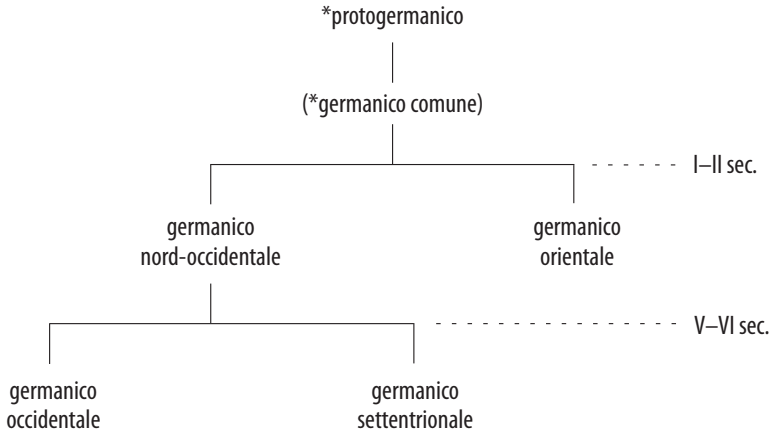 *protogermanico
(*germanico comune)
I–II sec.
germanico
nord-occidentale
germanico
orientale
V–VI sec.
germanico
occidentale
germanico
settentrionale